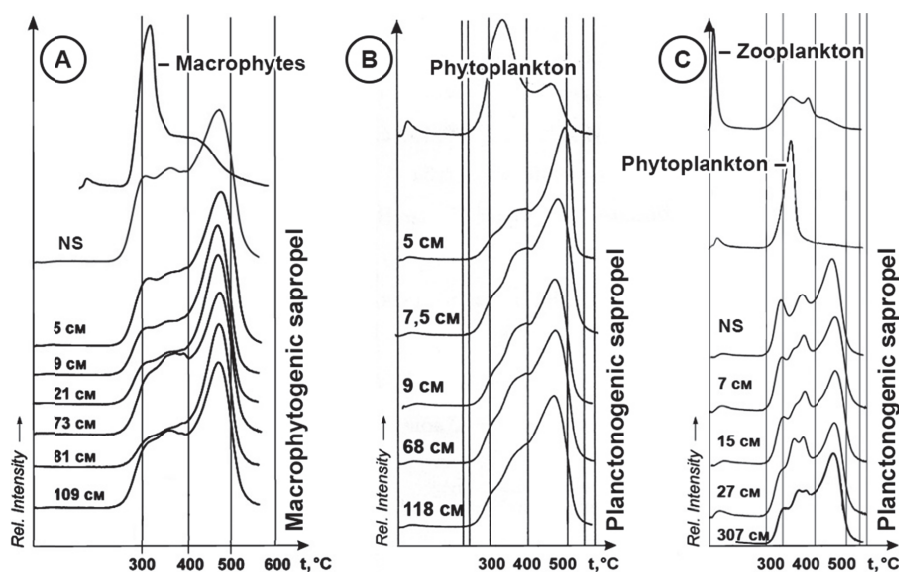 A
Macrophytes
NS
5 см
9 см
21 см
73 см
81 см
109 см
Macrophytogenic sapropel
Rel. Intensity
300 400 500 600 t,°C
B
Phytoplankton
5 см
7,5 см
9 см
68 см
118 см
Planctonogenic sapropel
Rel. Intensity
300 400 500 t,°C
C
Zooplankton
Phytoplankton
NS
7 см
15 см
27 см
307 см
Planctonogenic sapropel
Rel. Intensity
300 400 500 t,°C